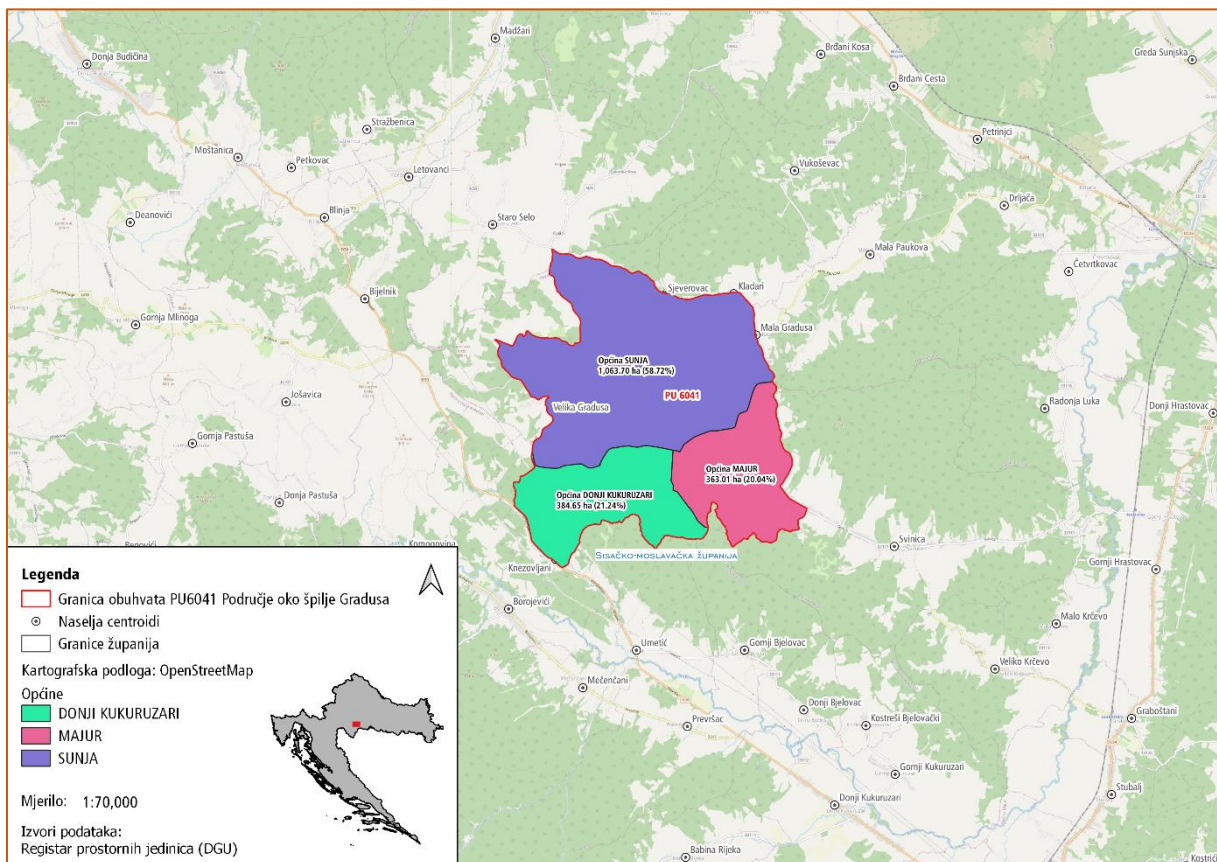 Madžari
Brđani Kosa
Greda Sunjska
Donja Budičina
Brđani Cesta
Stražbenica
Petrinjci
Moštanica
Petkovac
Letovanci
Vukoševac
Drljača
Deanovići
Blinja
Staro Selo
Mala Paukova
Četvrtkovac
Bijelnik
Sjeverovac
Kladari
Gornja Mlinoga
Mala Gradusa
Općina SUNJA
1,063.70 ha (58.72%)
PU 6041
Jošavica
Velika Gradusa
Radonja Luka
Donji Hrastovac
Gornja Pastuša
Općina MAJUR
363.01 ha (20.04%)
Donja Pastuša
Općina DONJI KUKURUZARI
384.65 ha (21.24%)
Komogovina
Sisačko-moslavačka županija
Svinica
Knezovljani
Gornji Hrastovac
Borojevići
Malo Krčevo
Umetić
Gornji Bjelovac
Veliko Krčevo
Mečenčani
Donji Bjelovac
Prevršac
Kostreši Bjelovački
Graboštani
Gornji Kukuruzari
Stubalj
Donji Kukuruzari
Babina Rijeka
Legenda
Granica obuhvata PU6041 Područje oko špilje Gradusa
Naselja centroidi
Granice županija
Kartografska podloga: OpenStreetMap
Općine
DONJI KUKURUZARI
MAJUR
SUNJA
Mjerilo: 1:70,000
Izvori podataka:
Registar prostornih jedinica (DGU)